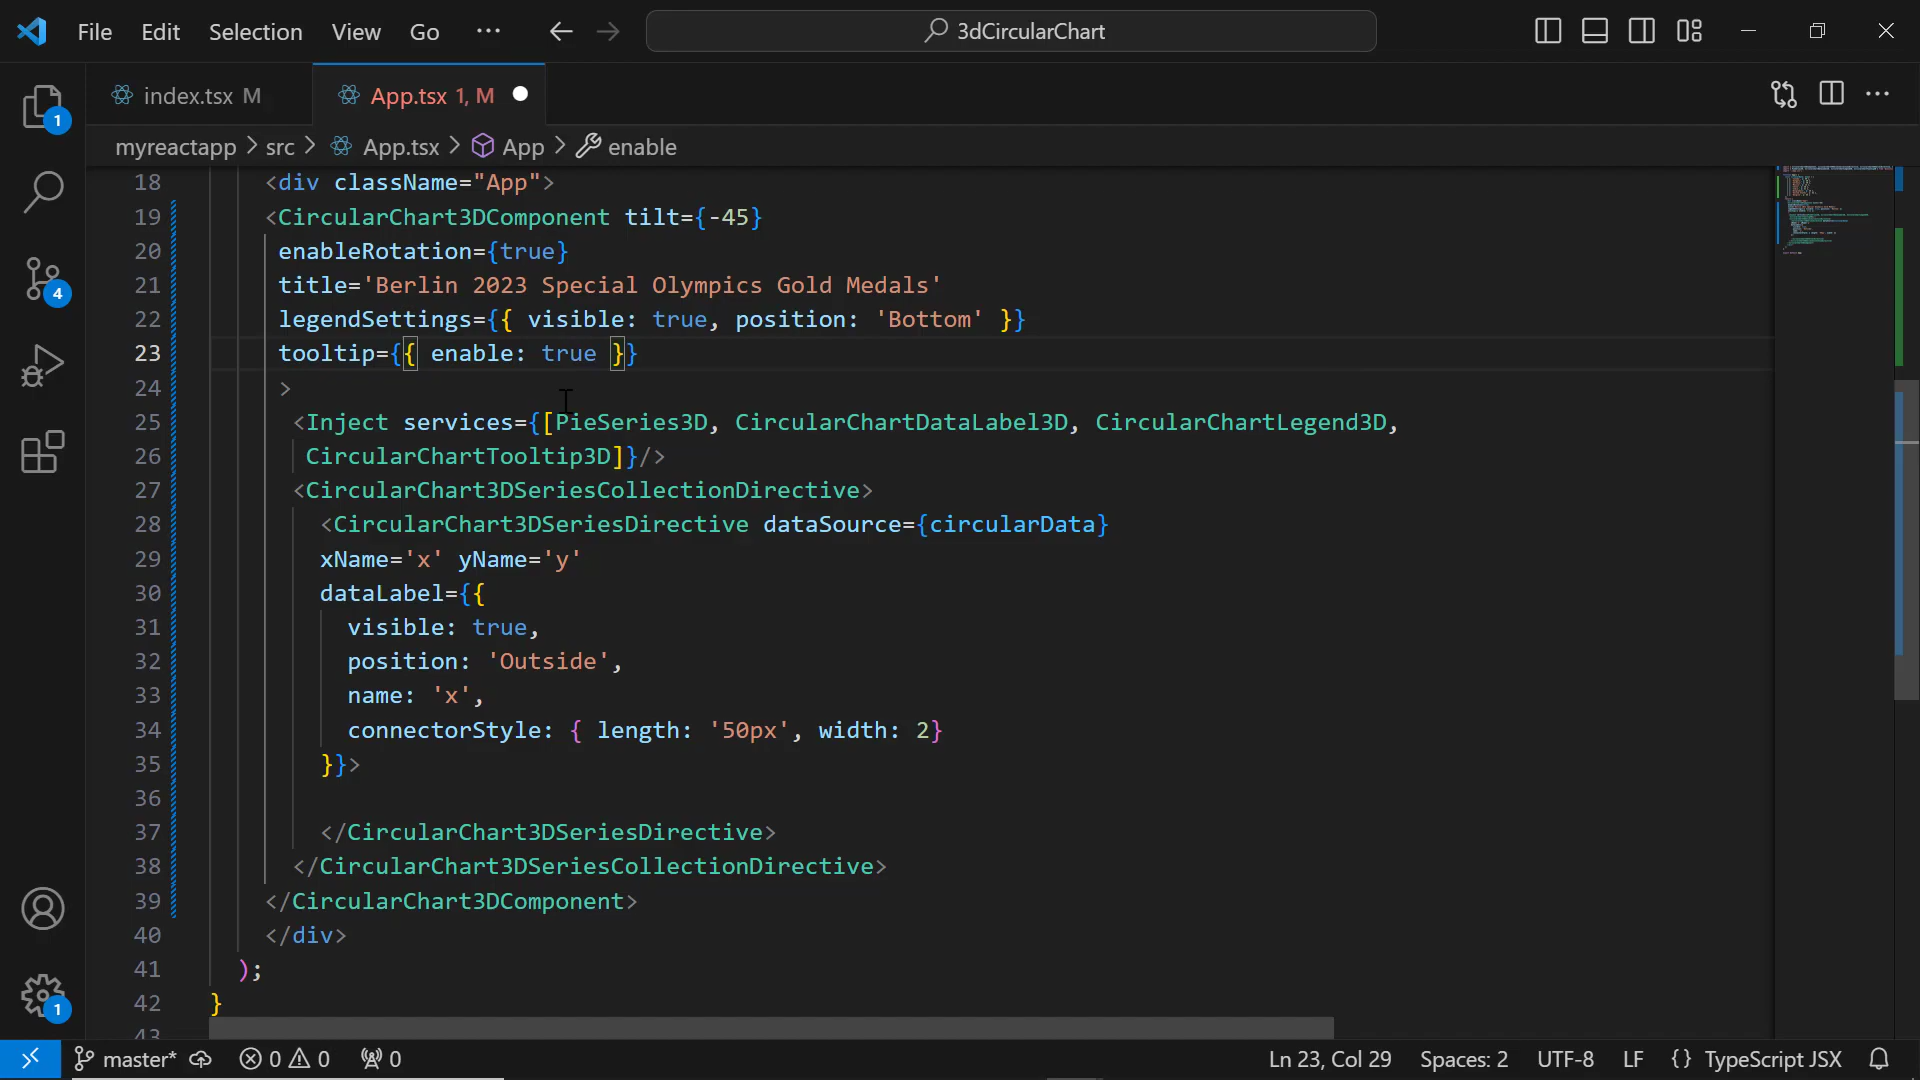 File Edit Selection View Go ··· 3dCircularChart
index.tsx M App.tsx 1, M
myreactapp > src > App.tsx > App > enable
18 <div className="App">
19 <CircularChart3DComponent tilt={-45}
20 enableRotation={true}
21 title='Berlin 2023 Special Olympics Gold Medals'
22 legendSettings={{ visible: true, position: 'Bottom' }}
23 tooltip={{ enable: true }}
24 >
25 <Inject services={[PieSeries3D, CircularChartDataLabel3D, CircularChartLegend3D,
26 CircularChartTooltip3D]}/>
27 <CircularChart3DSeriesCollectionDirective>
28 <CircularChart3DSeriesDirective dataSource={circularData}
29 xName='x' yName='y'
30 dataLabel={{
31 visible: true,
32 position: 'Outside',
33 name: 'x',
34 connectorStyle: { length: '50px', width: 2}
35 }}>
36
37 </CircularChart3DSeriesDirective>
38 </CircularChart3DSeriesCollectionDirective>
39 </CircularChart3DComponent>
40 </div>
41 );
42 }
43
1
4
1
master* 0 0 0 Ln 23, Col 29 Spaces: 2 UTF-8 LF {} TypeScript JSX